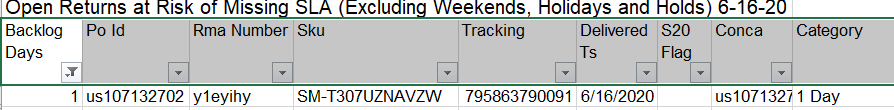 Open Returns at Risk of Missing SLA (Excluding Weekends, Holidays and Holds) 6-16-20
Backlog Days Po Id Rma Number Sku Tracking Delivered Ts S20 Flag Conca Category
1 us107132702 y1eyihy SM-T307UZNAVZW 795863790091 6/16/2020 us1071327 1 Day